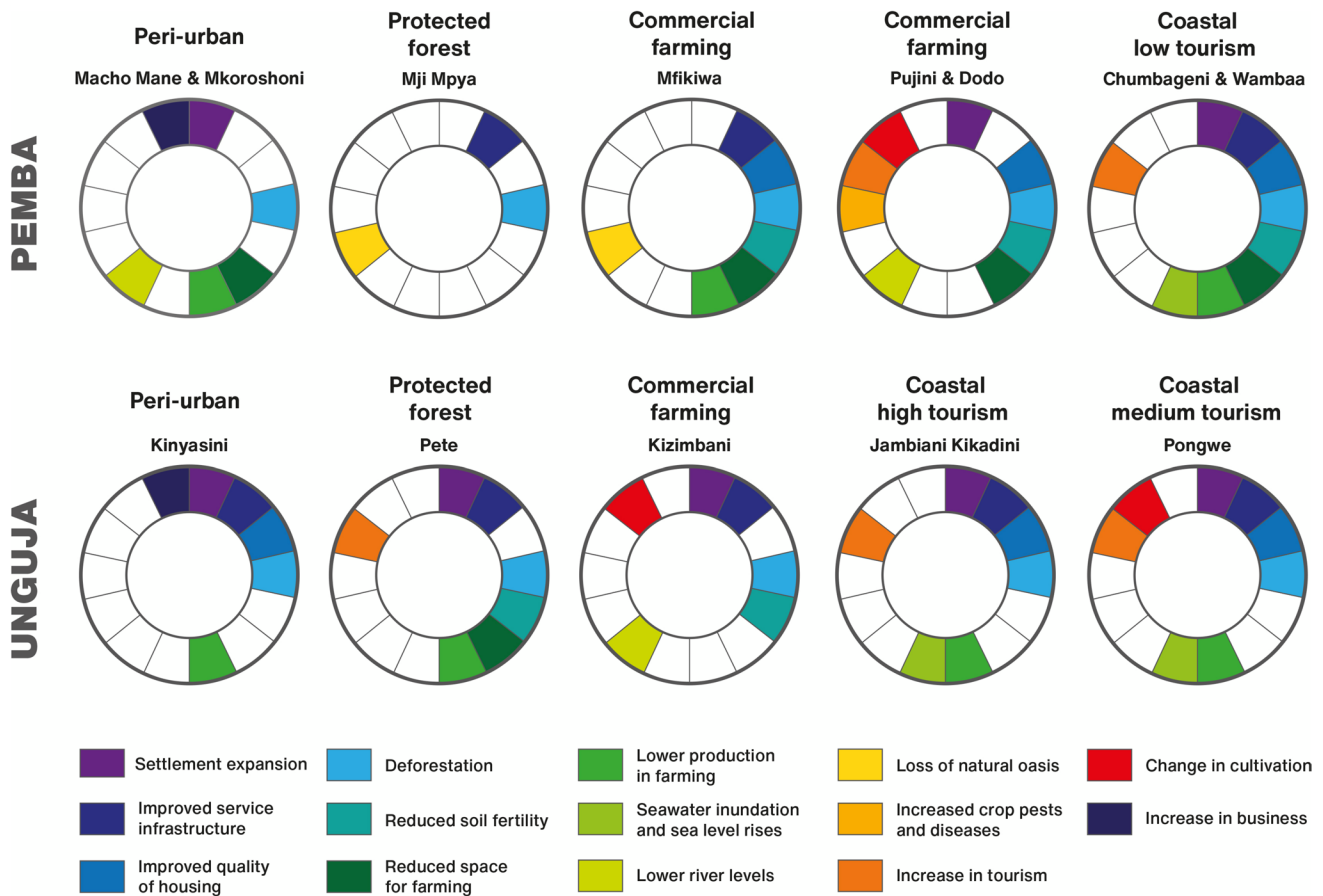 Peri-urban
Macho Mane & Mkoroshoni
Protected
forest
Mji Mpya
Commercial
farming
Mfikiwa
Commercial
farming
Pujini & Dodo
Coastal
low tourism
Chumbageni & Wambaa
PEMBA
Peri-urban
Kinyasini
Protected
forest
Pete
Commercial
farming
Kizimbani
Coastal
high tourism
Jambiani Kikadini
Coastal
medium tourism
Pongwe
UNGUJA
Settlement expansion
Improved service
infrastructure
Improved quality
of housing
Deforestation
Reduced soil fertility
Reduced space
for farming
Lower production
in farming
Seawater inundation
and sea level rises
Lower river levels
Loss of natural oasis
Increased crop pests
and diseases
Increase in tourism
Change in cultivation
Increase in business